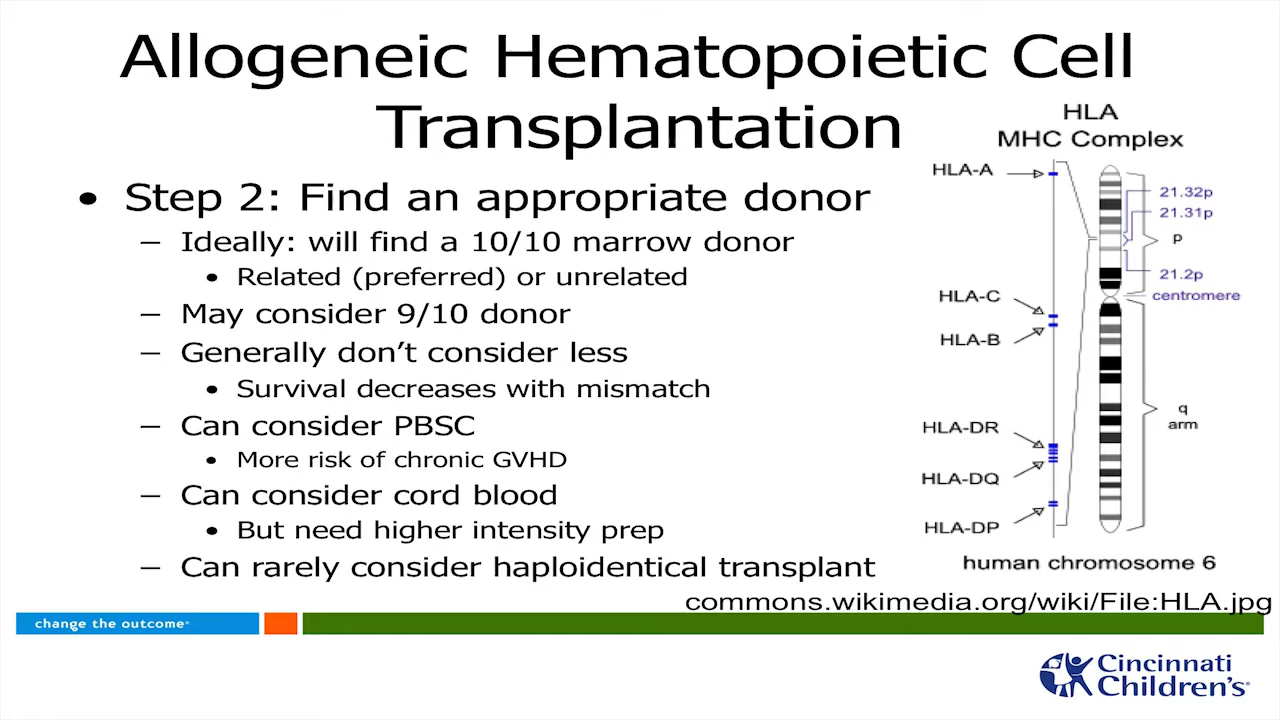 Allogeneic Hematopoietic Cell
Transplantation
• Step 2: Find an appropriate donor
– Ideally: will find a 10/10 marrow donor
• Related (preferred) or unrelated
– May consider 9/10 donor
– Generally don’t consider less
• Survival decreases with mismatch
– Can consider PBSC
• More risk of chronic GVHD
– Can consider cord blood
• But need higher intensity prep
– Can rarely consider haploidentical transplant
HLA
MHC Complex
HLA-A
HLA-C
HLA-B
HLA-DR
HLA-DQ
HLA-DP
21.32p
21.31p
p
21.2p
centromere
q
arm
human chromosome 6
commons.wikimedia.org/wiki/File:HLA.jpg
change the outcome
Cincinnati
Children's